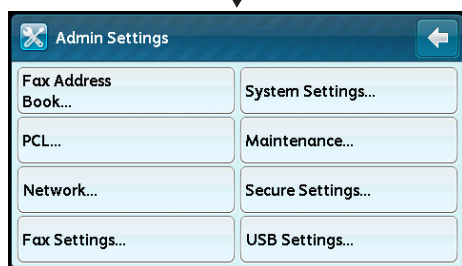 Admin Settings
Fax Address
Book...
System Settings...
PCL...
Maintenance...
Network...
Secure Settings...
Fax Settings...
USB Settings...